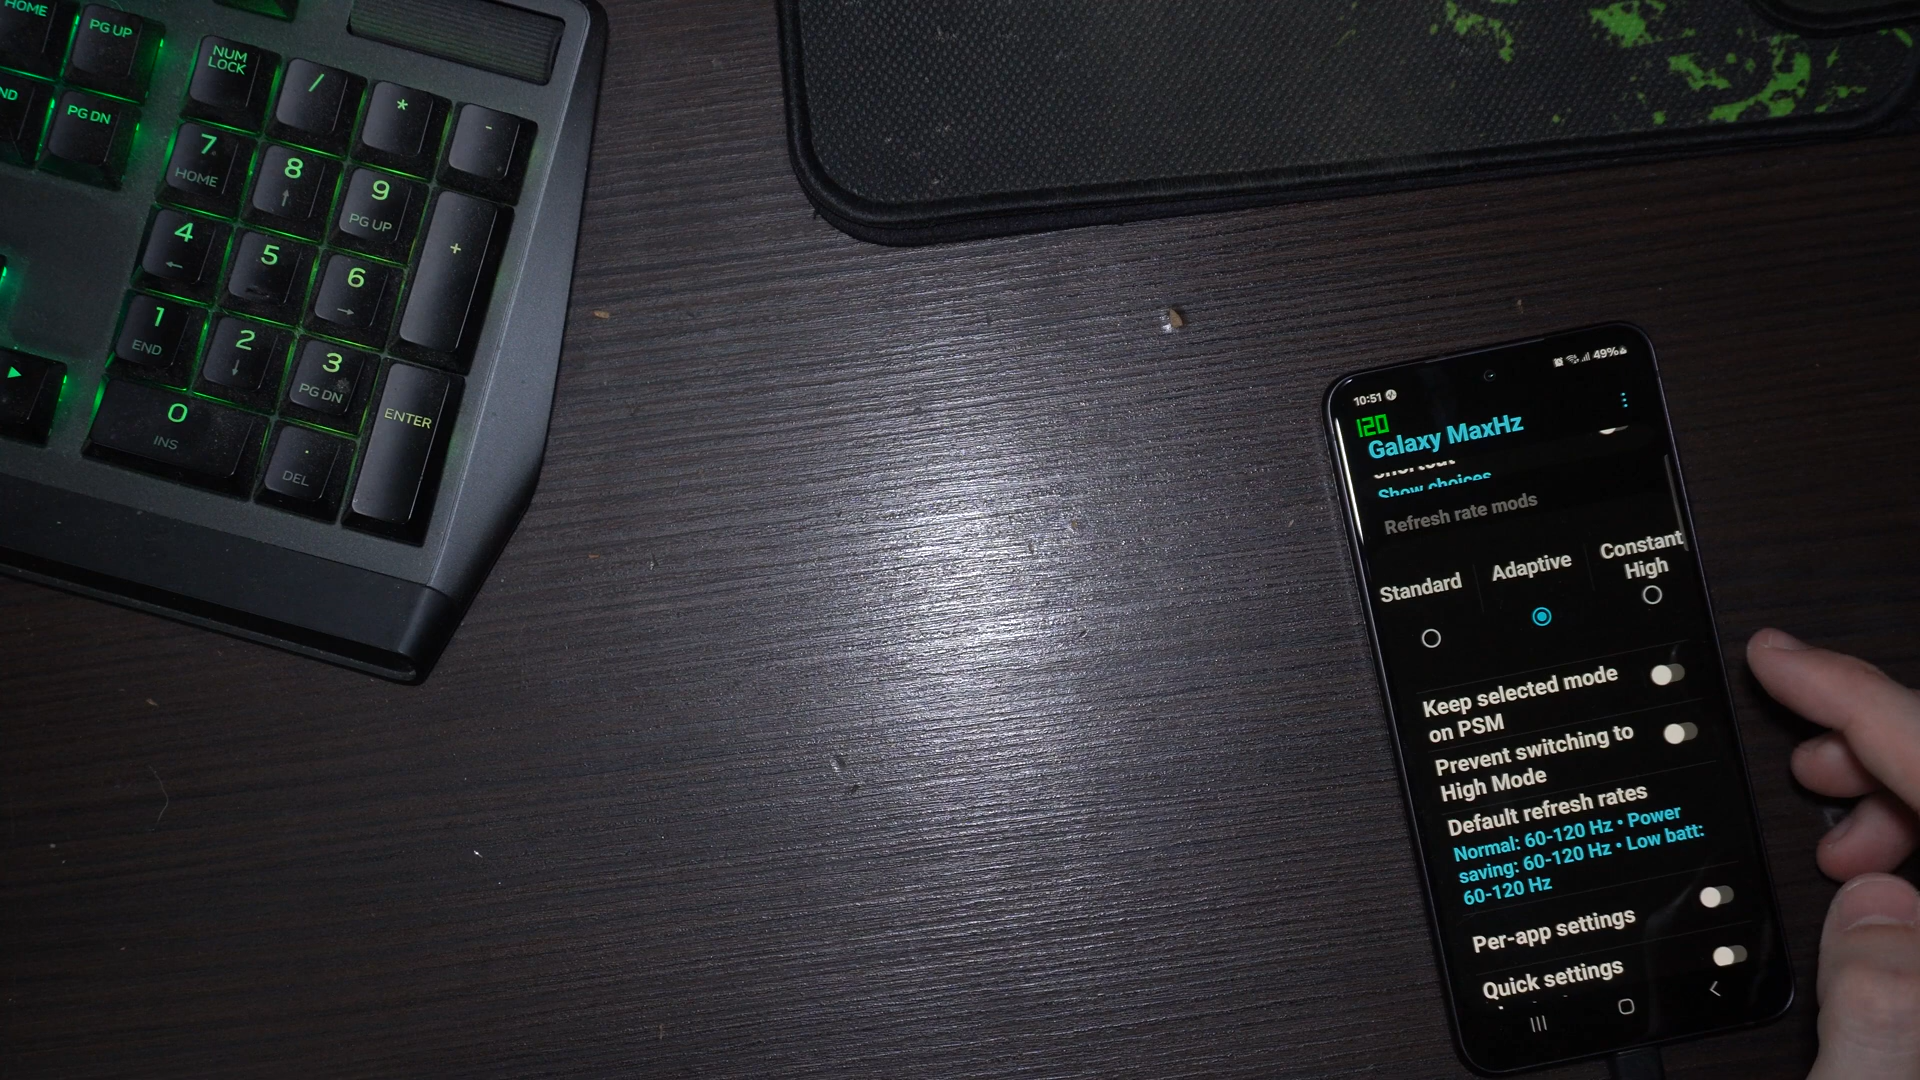 HOME
PG UP
ND
PG DN
NUM
LOCK
/
*
-
7
HOME
8
↑
9
PG UP
+
4
←
5
6
→
1
END
2
↓
3
PG DN
ENTER
0
INS
.
DEL
10:51
49%
120
Galaxy MaxHz
Shortcut
Show choices
Refresh rate mods
Standard
Adaptive
Constant
High
Keep selected mode
on PSM
Prevent switching to
High Mode
Default refresh rates
Normal: 60-120 Hz • Power
saving: 60-120 Hz • Low batt:
60-120 Hz
Per-app settings
Quick settings